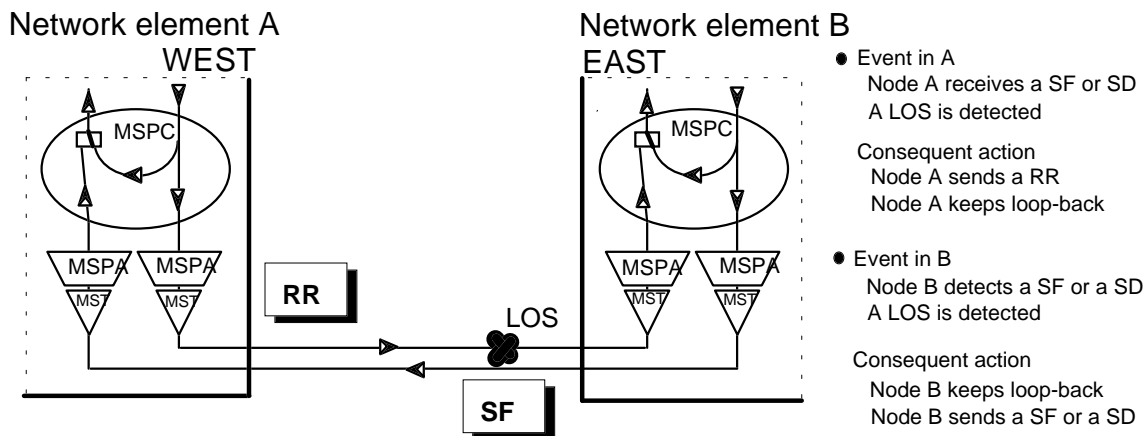 Network element A
WEST
MSPC
MSPA
MSPA
MST
MST
RR
LOS
SF
Network element B
EAST
MSPC
MSPA
MSPA
MST
MST
Event in A
Node A receives a SF or SD
A LOS is detected
Consequent action
Node A sends a RR
Node A keeps loop-back
Event in B
Node B detects a SF or a SD
A LOS is detected
Consequent action
Node B keeps loop-back
Node B sends a SF or a SD